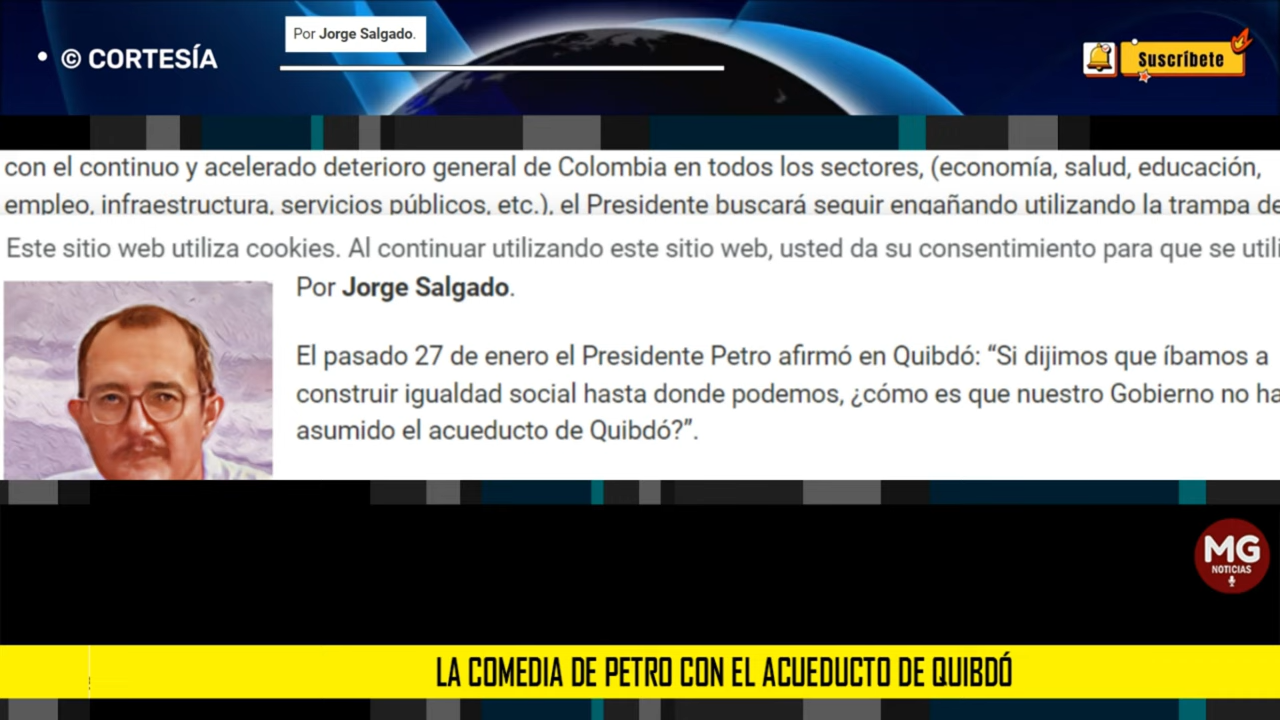 © CORTESÍA
Por Jorge Salgado.
Suscríbete
con el continuo y acelerado deterioro general de Colombia en todos los sectores, (economía, salud, educación,
empleo, infraestructura, servicios públicos, etc.), el Presidente buscará seguir engañando utilizando la trampa de
Este sitio web utiliza cookies. Al continuar utilizando este sitio web, usted da su consentimiento para que se
Por Jorge Salgado.
El pasado 27 de enero el Presidente Petro afirmó en Quibdó: “Si dijimos que íbamos a
construir igualdad social hasta donde podemos, ¿cómo es que nuestro Gobierno no ha
asumido el acueducto de Quibdó?”.
MG
NOTICIAS
LA COMEDIA DE PETRO CON EL ACUEDUCTO DE QUIBDÓ